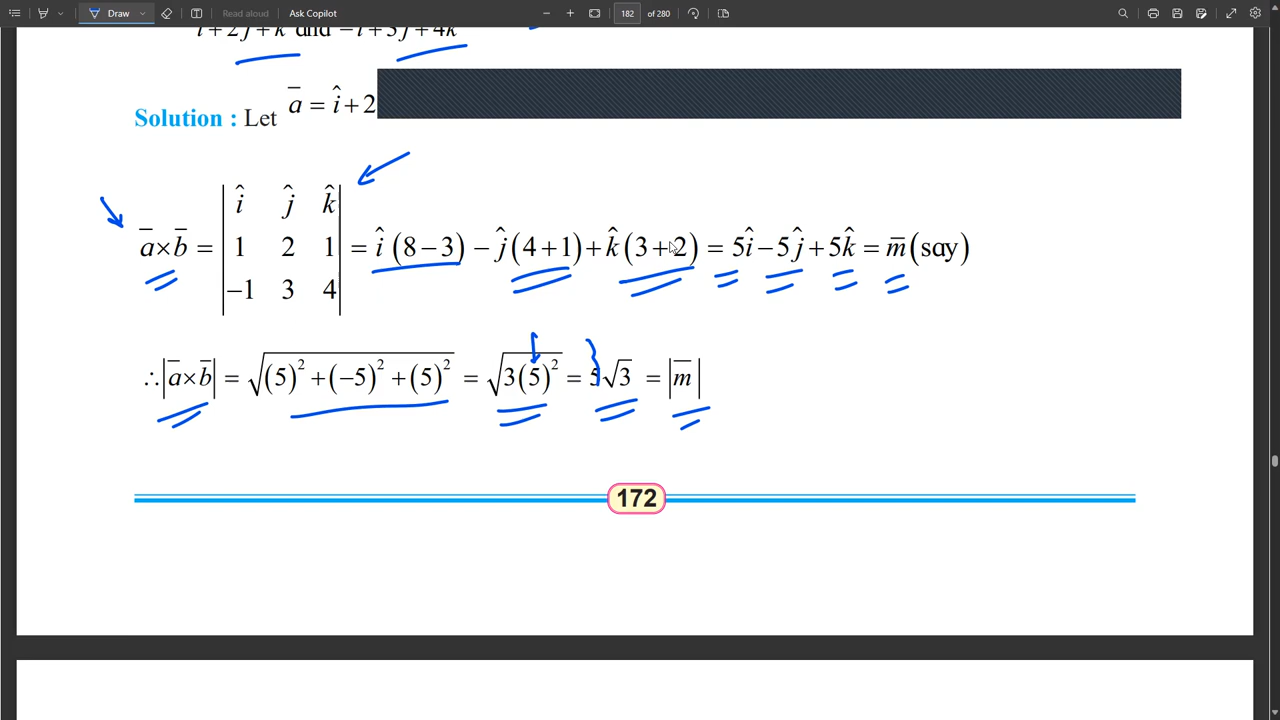 Draw
Read aloud
Ask Copilot
182 of 280
i + 2j + k and −i + 3j + 4k
Solution : Let a̅ = î + 2
a̅ × b̅ = | î ĵ k̂ | = î (8 − 3) − ĵ (4 + 1) + k̂ (3 + 2) = 5î − 5ĵ + 5k̂ = m̅ (say)
1 2 1
−1 3 4
∴ |a̅ × b̅| = √((5)² + (−5)² + (5)²) = √(3(5)²) = 5√3 = |m̅|
172